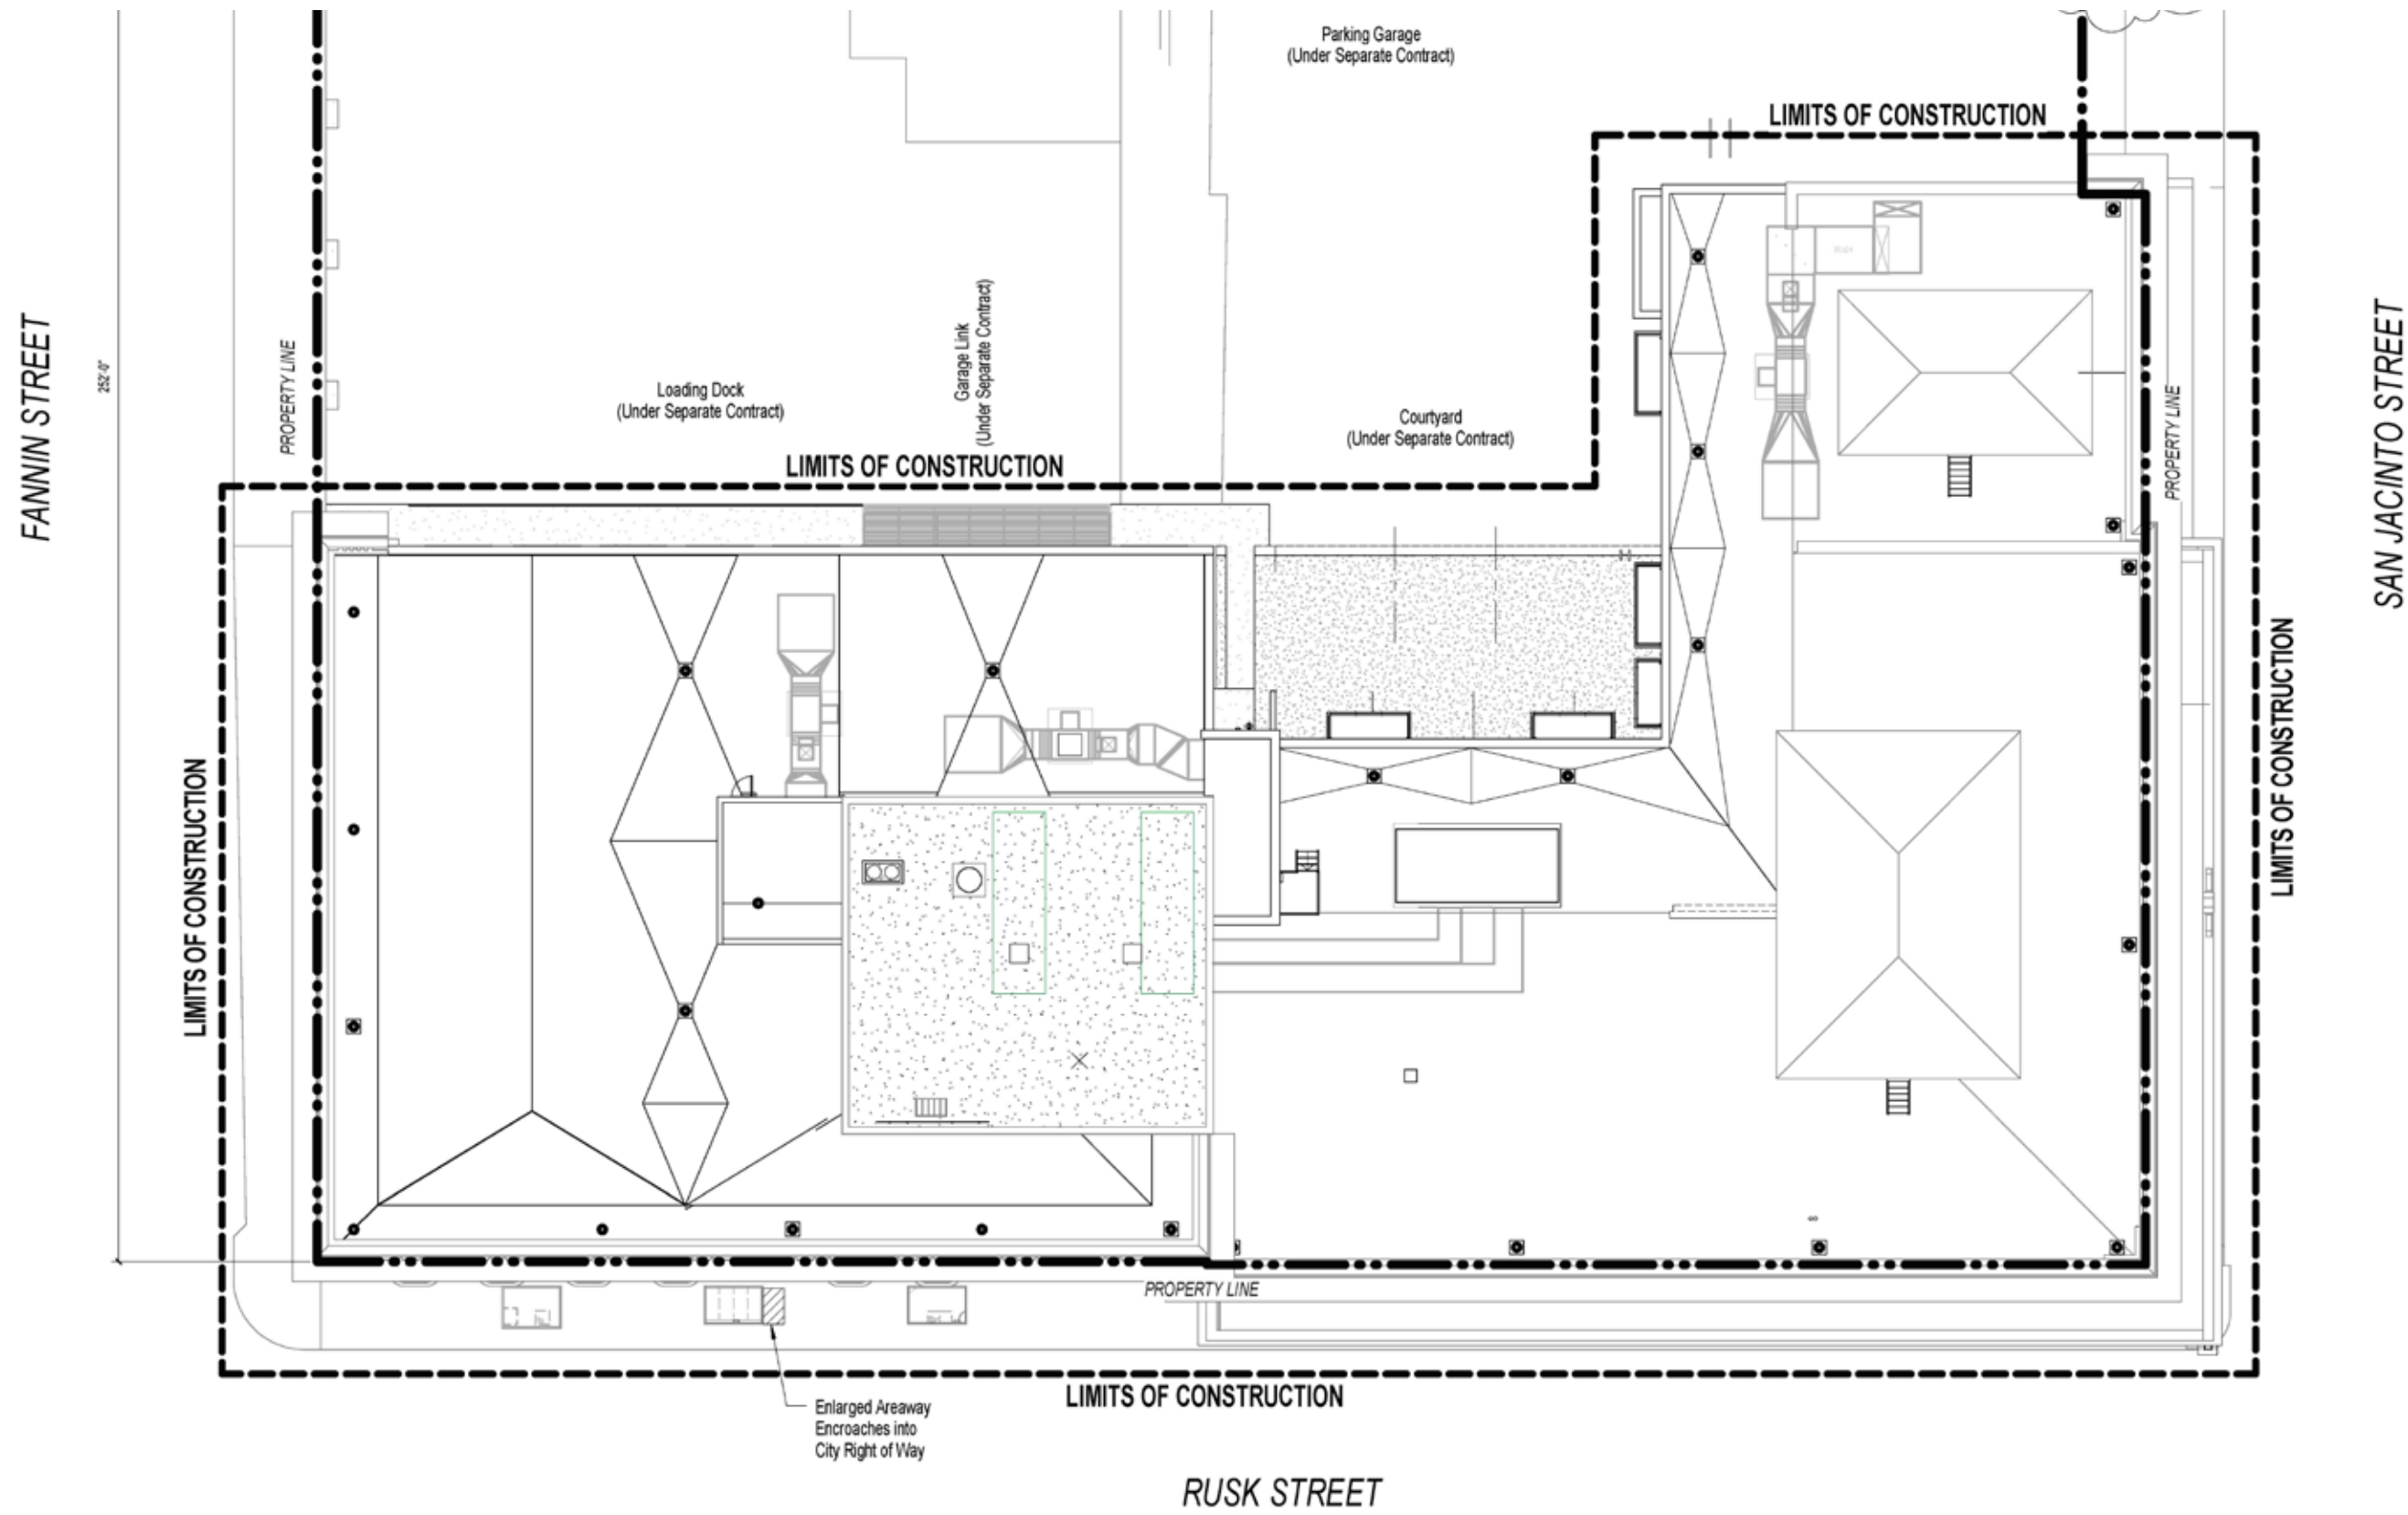 Parking Garage
(Under Separate Contract)
LIMITS OF CONSTRUCTION
FANNIN STREET
252'-0"
PROPERTY LINE
Loading Dock
(Under Separate Contract)
Garage Link
(Under Separate Contract)
Courtyard
(Under Separate Contract)
LIMITS OF CONSTRUCTION
PROPERTY LINE
SAN JACINTO STREET
LIMITS OF CONSTRUCTION
LIMITS OF CONSTRUCTION
PROPERTY LINE
LIMITS OF CONSTRUCTION
Enlarged Areaway
Encroaches into
City Right of Way
RUSK STREET